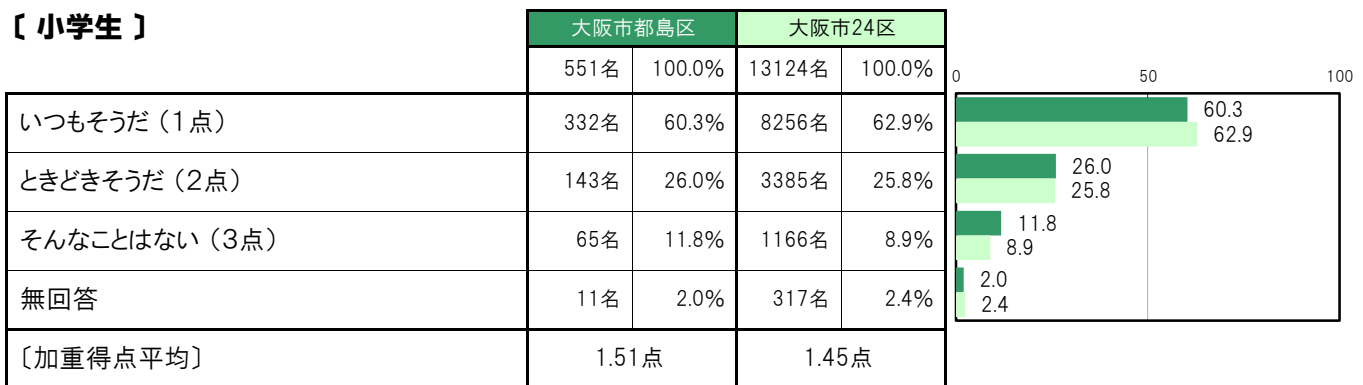 〔 小学生 〕
大阪市都島区 大阪市24区
551名 100.0% 13124名 100.0%
0 50 100
いつもそうだ（1点） 332名 60.3% 8256名 62.9%
60.3
62.9
ときどきそうだ（2点） 143名 26.0% 3385名 25.8%
26.0
25.8
そんなことはない（3点） 65名 11.8% 1166名 8.9%
11.8
8.9
無回答 11名 2.0% 317名 2.4%
2.0
2.4
〔加重得点平均〕 1.51点 1.45点